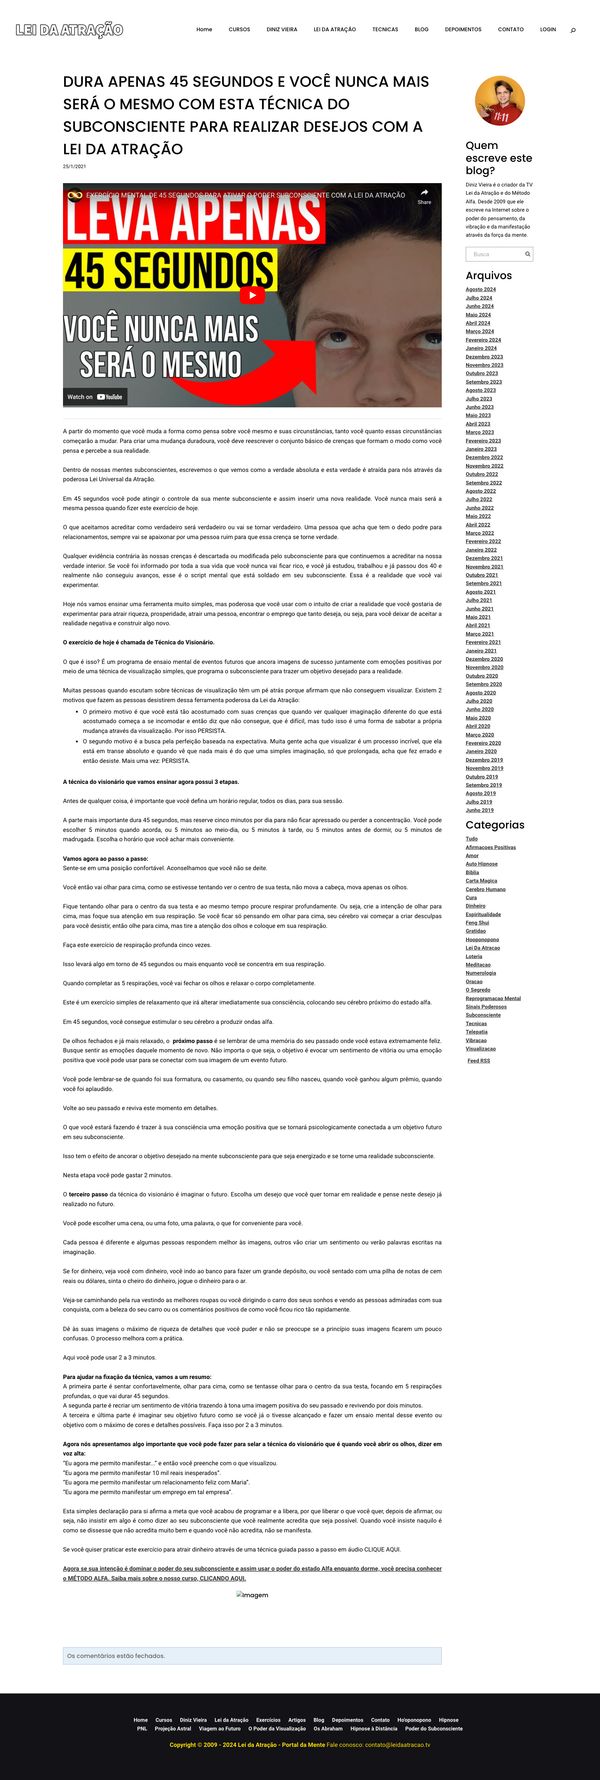 LEI DA ATRAÇÃO
Home CURSOS DINIZ VIEIRA LEI DA ATRAÇÃO TECNICAS BLOG DEPOIMENTOS CONTATO LOGIN
DURA APENAS 45 SEGUNDOS E VOCÊ NUNCA MAIS
SERÁ O MESMO COM ESTA TÉCNICA DO
SUBCONSCIENTE PARA REALIZAR DESEJOS COM A
LEI DA ATRAÇÃO
25/1/2021
EXERCÍCIO MENTAL DE 45 SEGUNDOS PARA ATIVAR O PODER SUBCONSCIENTE COM A LEI DA ATRAÇÃO
Share
LEVA APENAS
45 SEGUNDOS
VOCÊ NUNCA MAIS
SERÁ O MESMO
Watch on YouTube
A partir do momento que você muda a forma como pensa sobre você mesmo e suas circunstâncias, tanto você quanto essas circunstâncias
começarão a mudar. Para criar uma mudança duradoura, você deve reescrever o conjunto básico de crenças que formam o modo como você
pensa e percebe a sua realidade.
Dentro de nossas mentes subconscientes, escrevemos o que vemos como a verdade absoluta e esta verdade é atraída para nós através da
poderosa Lei Universal da Atração.
Em 45 segundos você pode atingir o controle da sua mente subconsciente e assim inserir uma nova realidade. Você nunca mais será a
mesma pessoa quando fizer este exercício de hoje.
O que aceitamos acreditar como verdadeiro será verdadeiro ou vai se tornar verdadeiro. Uma pessoa que acha que tem o dedo podre para
relacionamentos, sempre vai se apaixonar por uma pessoa ruim para que essa crença se torne verdade.
Qualquer evidência contrária às nossas crenças é descartada ou modificada pelo subconsciente para que continuemos a acreditar na nossa
verdade interior. Se você foi informado por toda a sua vida que você nunca vai ficar rico, e você já estudou, trabalhou e já passou dos 40 e
realmente não conseguiu avanços, esse é o script mental que está soldado em seu subconsciente. Essa é a realidade que você vai
experimentar.
Hoje nós vamos ensinar uma ferramenta muito simples, mas poderosa que você usar com o intuito de criar a realidade que você gostaria de
experimentar para atrair riqueza, prosperidade, atrair uma pessoa, encontrar o emprego que tanto deseja, ou seja, para você deixar de aceitar a
realidade negativa e construir algo novo.
O exercício de hoje é chamada de Técnica do Visionário.
O que é isso? É um programa de ensaio mental de eventos futuros que ancora imagens de sucesso juntamente com emoções positivas por
meio de uma técnica de visualização simples, que programa o subconsciente para trazer um objetivo desejado para a realidade.
Muitas pessoas quando escutam sobre técnicas de visualização têm um pé atrás porque afirmam que não conseguem visualizar. Existem 2
motivos que fazem as pessoas desistirem dessa ferramenta poderosa da Lei da Atração:
• O primeiro motivo é que você está tão acostumado com suas crenças que quando ver qualquer imaginação diferente do que está
acostumado começa a se incomodar e então diz que não consegue, que é difícil, mas tudo isso é uma forma de sabotar a própria
mudança através da visualização. Por isso PERSISTA.
• O segundo motivo é a busca pela perfeição baseada na expectativa. Muita gente acha que visualizar é um processo incrível, que ela
está em transe absoluto e quando vê que nada mais é do que uma simples imaginação, só que prolongada, acha que fez errado e
então desiste. Mais uma vez: PERSISTA.
A técnica do visionário que vamos ensinar agora possui 3 etapas.
Antes de qualquer coisa, é importante que você defina um horário regular, todos os dias, para sua sessão.
A parte mais importante dura 45 segundos, mas reserve cinco minutos por dia para não ficar apressado ou perder a concentração. Você pode
escolher 5 minutos quando acorda, ou 5 minutos ao meio-dia, ou 5 minutos à tarde, ou 5 minutos antes de dormir, ou 5 minutos de
madrugada. Escolha o horário que você achar mais conveniente.
Vamos agora ao passo a passo:
Sente-se em uma posição confortável. Aconselhamos que você não se deite.
Você então vai olhar para cima, como se estivesse tentando ver o centro de sua testa, não mova a cabeça, mova apenas os olhos.
Fique tentando olhar para o centro da sua testa e ao mesmo tempo procure respirar profundamente. Ou seja, crie a intenção de olhar para
cima, mas foque sua atenção em sua respiração. Se você ficar só pensando em olhar para cima, seu cérebro vai começar a criar desculpas
para você desistir, então olhe para cima, mas tire a atenção dos olhos e coloque em sua respiração.
Faça este exercício de respiração profunda cinco vezes.
Isso levará algo em torno de 45 segundos ou mais enquanto você se concentra em sua respiração.
Quando completar as 5 respirações, você vai fechar os olhos e relaxar o corpo completamente.
Este é um exercício simples de relaxamento que irá alterar imediatamente sua consciência, colocando seu cérebro próximo do estado alfa.
Em 45 segundos, você consegue estimular o seu cérebro a produzir ondas alfa.
De olhos fechados e já mais relaxado, o próximo passo é se lembrar de uma memória do seu passado onde você estava extremamente feliz.
Busque sentir as emoções daquele momento de novo. Não importa o que seja, o objetivo é evocar um sentimento de vitória ou uma emoção
positiva que você pode usar para se conectar com sua imagem de um evento futuro.
Você pode lembrar-se de quando foi sua formatura, ou casamento, ou quando seu filho nasceu, quando você ganhou algum prêmio, quando
você foi aplaudido.
Volte ao seu passado e reviva este momento em detalhes.
O que você estará fazendo é trazer à sua consciência uma emoção positiva que se tornará psicologicamente conectada a um objetivo futuro
em seu subconsciente.
Isso tem o efeito de ancorar o objetivo desejado na mente subconsciente para que seja energizado e se torne uma realidade subconsciente.
Nesta etapa você pode gastar 2 minutos.
O terceiro passo da técnica do visionário é imaginar o futuro. Escolha um desejo que você quer tornar em realidade e pense neste desejo já
realizado no futuro.
Você pode escolher uma cena, ou uma foto, uma palavra, o que for conveniente para você.
Cada pessoa é diferente e algumas pessoas respondem melhor às imagens, outros vão criar um sentimento ou verão palavras escritas na
imaginação.
Se for dinheiro, veja você com dinheiro, você indo ao banco para fazer um grande depósito, ou você sentado com uma pilha de notas de cem
reais ou dólares, sinta o cheiro do dinheiro, jogue o dinheiro para o ar.
Veja-se caminhando pela rua vestindo as melhores roupas ou você dirigindo o carro dos seus sonhos e vendo as pessoas admiradas com sua
conquista, com a beleza do seu carro ou os comentários positivos de como você ficou rico tão rapidamente.
Dê às suas imagens o máximo de riqueza de detalhes que você puder e não se preocupe se a princípio suas imagens ficarem um pouco
confusas. O processo melhora com a prática.
Aqui você pode usar 2 a 3 minutos.
Para ajudar na fixação da técnica, vamos a um resumo:
A primeira parte é sentar confortavelmente, olhar para cima, como se tentasse olhar para o centro da sua testa, focando em 5 respirações
profundas, o que vai durar 45 segundos.
A segunda parte é recriar um sentimento de vitória trazendo à tona uma imagem positiva do seu passado e revivendo por dois minutos.
A terceira e última parte é imaginar seu objetivo futuro como se você já o tivesse alcançado e fazer um ensaio mental desse evento ou
objetivo com o máximo de cores e detalhes possíveis. Faça isso por 2 a 3 minutos.
Agora nós apresentamos algo importante que você pode fazer para selar a técnica do visionário que é quando você abrir os olhos, dizer em
voz alta:
"Eu agora me permito manifestar..." e então você preenche com o que visualizou.
"Eu agora me permito manifestar 10 mil reais inesperados".
"Eu agora me permito manifestar um relacionamento feliz com Maria".
"Eu agora me permito manifestar um emprego em tal empresa".
Esta simples declaração para si afirma a meta que você acabou de programar e a libera, por que liberar o que você quer, depois de afirmar, ou
seja, não insistir em algo é como dizer ao seu subconsciente que você realmente acredita que seja possível. Quando você insiste naquilo é
como se dissesse que não acredita muito bem e quando você não acredita, não se manifesta.
Se você quiser praticar este exercício para atrair dinheiro através de uma técnica guiada passo a passo em áudio CLIQUE AQUI.
Agora se sua intenção é dominar o poder do seu subconsciente e assim usar o poder do estado Alfa enquanto dorme, você precisa conhecer
o MÉTODO ALFA. Saiba mais sobre o nosso curso, CLICANDO AQUI.
Imagem
Os comentários estão fechados.
11:11
Quem
escreve este
blog?
Diniz Vieira é o criador da TV
Lei da Atração e do Método
Alfa. Desde 2009 que ele
escreve na Internet sobre o
poder do pensamento, da
vibração e da manifestação
através da força da mente.
Busca
Arquivos
Agosto 2024
Julho 2024
Junho 2024
Maio 2024
Abril 2024
Março 2024
Fevereiro 2024
Janeiro 2024
Dezembro 2023
Novembro 2023
Outubro 2023
Setembro 2023
Agosto 2023
Julho 2023
Junho 2023
Maio 2023
Abril 2023
Março 2023
Fevereiro 2023
Janeiro 2023
Dezembro 2022
Novembro 2022
Outubro 2022
Setembro 2022
Agosto 2022
Julho 2022
Junho 2022
Maio 2022
Abril 2022
Março 2022
Fevereiro 2022
Janeiro 2022
Dezembro 2021
Novembro 2021
Outubro 2021
Setembro 2021
Agosto 2021
Julho 2021
Junho 2021
Maio 2021
Abril 2021
Março 2021
Fevereiro 2021
Janeiro 2021
Dezembro 2020
Novembro 2020
Outubro 2020
Setembro 2020
Agosto 2020
Julho 2020
Junho 2020
Maio 2020
Abril 2020
Março 2020
Fevereiro 2020
Janeiro 2020
Dezembro 2019
Novembro 2019
Outubro 2019
Setembro 2019
Agosto 2019
Julho 2019
Junho 2019
Categorias
Tudo
Afirmacoes Positivas
Amor
Auto Hipnose
Biblia
Carta Magica
Cerebro Humano
Cura
Dinheiro
Espiritualidade
Feng Shui
Gratidao
Hooponopono
Lei Da Atracao
Loteria
Meditacao
Numerologia
Oracao
O Segredo
Reprogramacao Mental
Sinais Poderosos
Subconsciente
Tecnicas
Telepatia
Vibracao
Visualizacao
Feed RSS
Home Cursos Diniz Vieira Lei da Atração Exercícios Artigos Blog Depoimentos Contato Ho'oponopono Hipnose
PNL Projeção Astral Viagem ao Futuro O Poder da Visualização Os Abraham Hipnose à Distância Poder do Subconsciente
Copyright © 2009 - 2024 Lei da Atração - Portal da Mente Fale conosco: contato@leidaatracao.tv